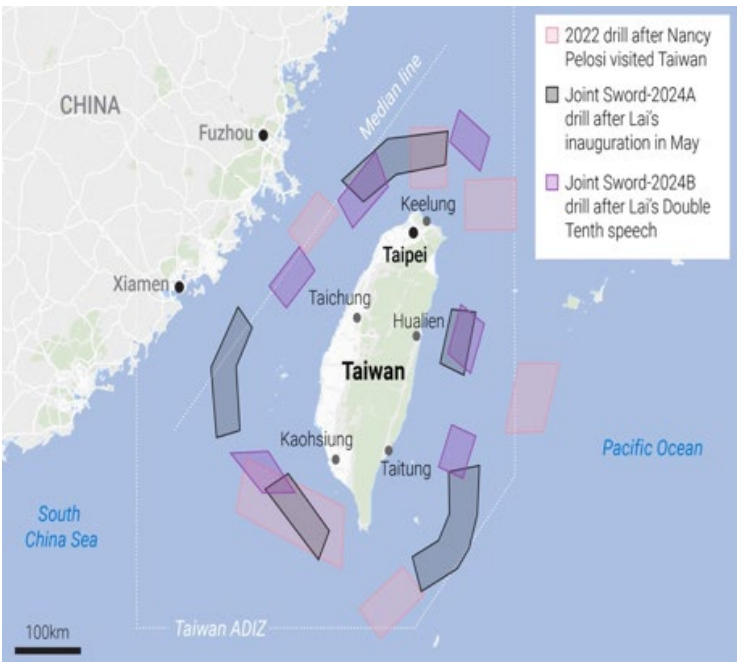 2022 drill after Nancy
Pelosi visited Taiwan
Joint Sword-2024A
drill after Lai's
inauguration in May
Joint Sword-2024B
drill after Lai's Double
Tenth speech
Median line
CHINA
Fuzhou
Keelung
Taipei
Xiamen
Taichung
Hualien
Taiwan
Kaohsiung
Taitung
Pacific Ocean
South
China Sea
Taiwan ADIZ
100km